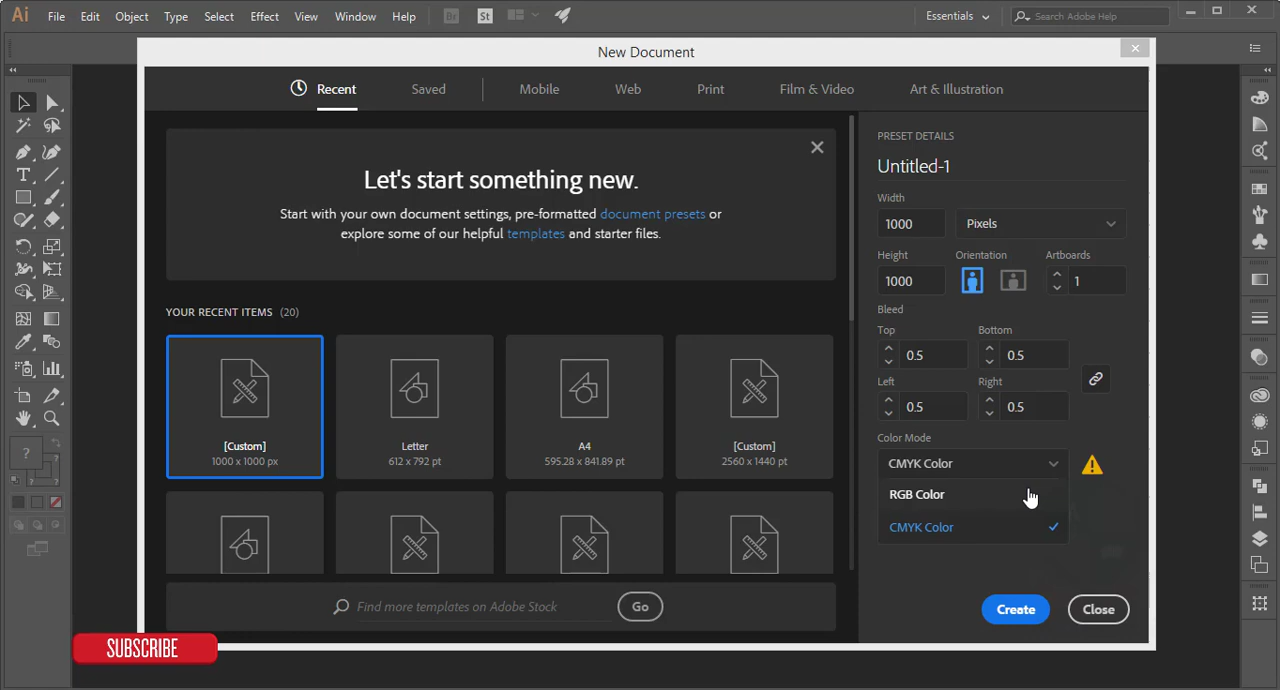 Ai File Edit Object Type Select Effect View Window Help Br St Essentials Search Adobe Help
New Document
Recent Saved Mobile Web Print Film & Video Art & Illustration
Let's start something new.
Start with your own document settings, pre-formatted document presets or
explore some of our helpful templates and starter files.
YOUR RECENT ITEMS (20)
[Custom]
1000 x 1000 px
Letter
612 x 792 pt
A4
595.28 x 841.89 pt
[Custom]
2560 x 1440 pt
Find more templates on Adobe Stock Go
PRESET DETAILS
Untitled-1
Width
1000 Pixels
Height Orientation Artboards
1000 1
Bleed
Top Bottom
0.5 0.5
Left Right
0.5 0.5
Color Mode
CMYK Color
RGB Color
CMYK Color
Create Close
SUBSCRIBE